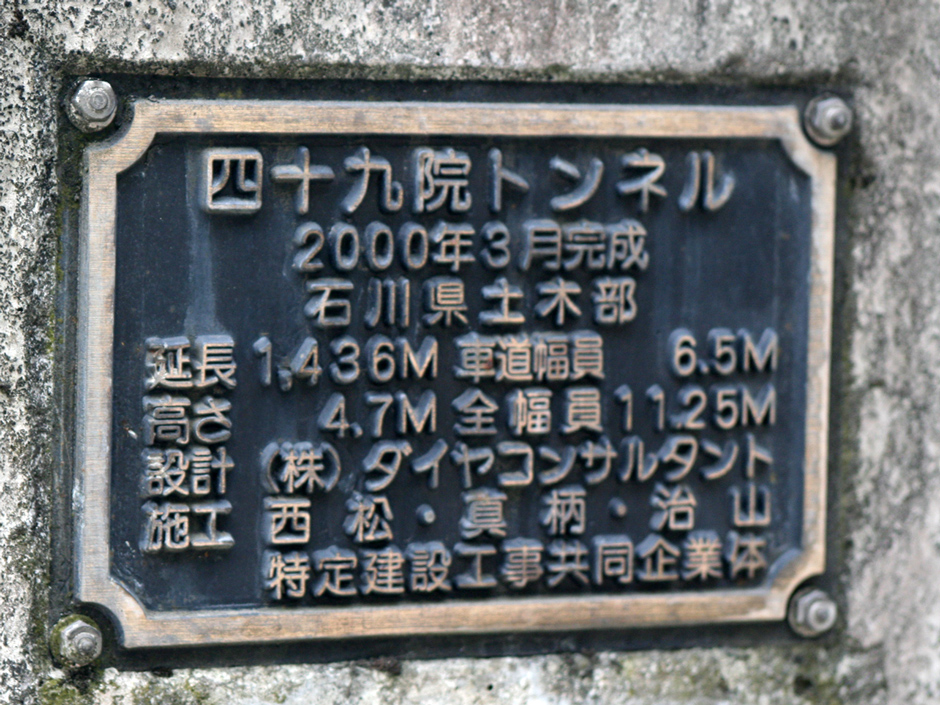 四十九院トンネル
2000年3月完成
石川県土木部
延長 1,436M 車道幅員 6.5M
高さ 4.7M 全幅員 11.25M
設計 (株)ダイヤコンサルタント
施工 西松・真柄・治山
特定建設工事共同企業体